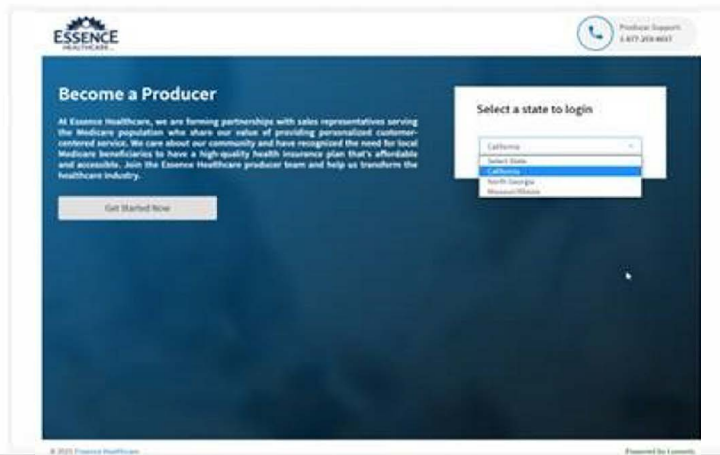 ESSENCE
HEALTHCARE
Producer Support
Become a Producer
At Essence Healthcare, we are forming partnerships with sales representatives serving
the Medicare population who share our value of providing personalized customer-
centered service. We care about our community and have recognized the need for local
Medicare beneficiaries to have a high-quality health insurance plan that's affordable
and accessible. Join the Essence Healthcare producer team and help us transform the
healthcare industry.
Get Started Now
Select a state to login
California
Select State
California
North Georgia
Missouri/Illinois
Essence Healthcare
Powered by